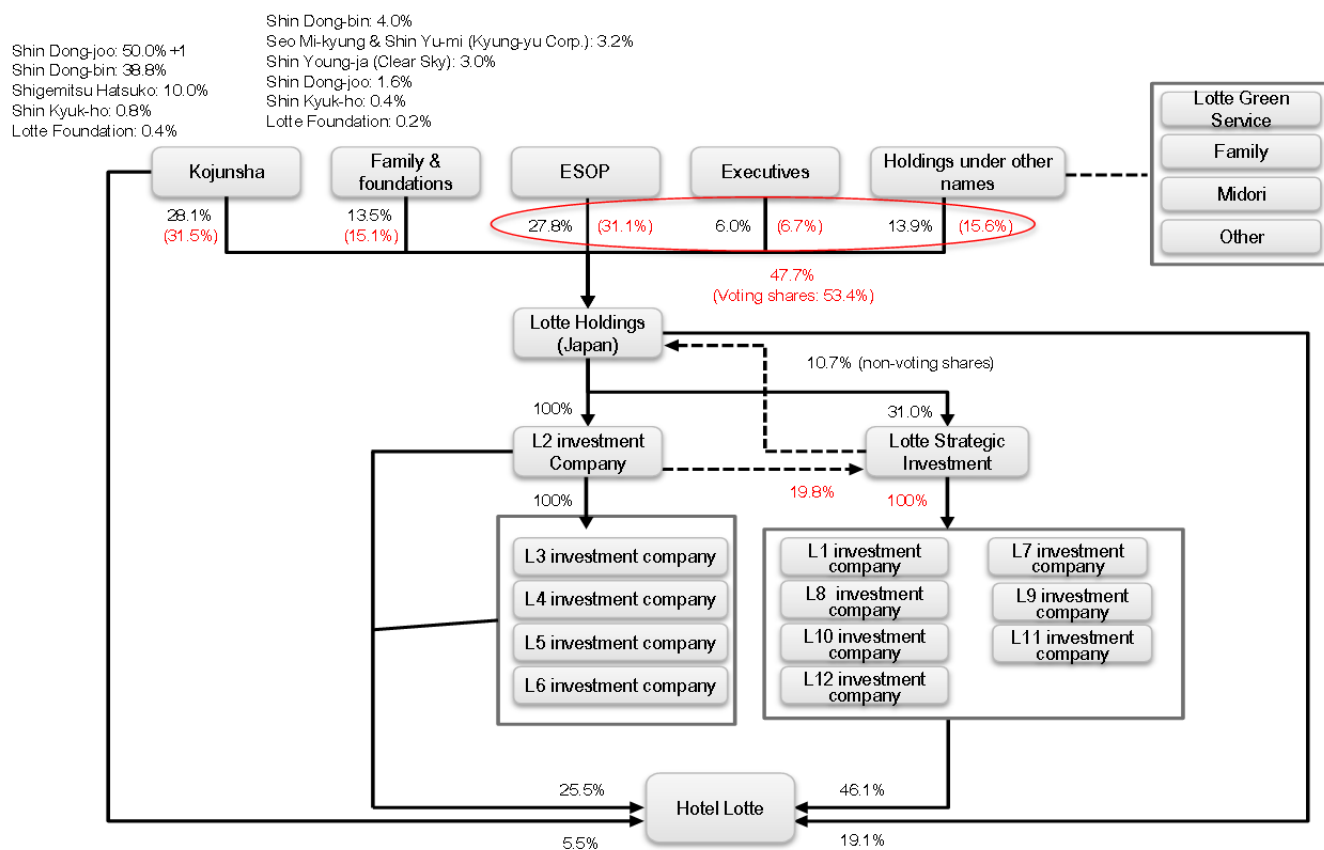 Shin Dong-joo: 50.0% +1
Shin Dong-bin: 38.8%
Shigemitsu Hatsuko: 10.0%
Shin Kyuk-ho: 0.8%
Lotte Foundation: 0.4%
Shin Dong-bin: 4.0%
Seo Mi-kyung & Shin Yu-mi (Kyung-yu Corp.): 3.2%
Shin Young-ja (Clear Sky): 3.0%
Shin Dong-joo: 1.6%
Shin Kyuk-ho: 0.4%
Lotte Foundation: 0.2%
Kojunsha
Family &
foundations
ESOP
Executives
Holdings under other
names
Lotte Green
Service
Family
Midori
Other
28.1%
(31.5%)
13.5%
(15.1%)
27.8%
(31.1%)
6.0%
(6.7%)
13.9%
(15.6%)
47.7%
(Voting shares: 53.4%)
Lotte Holdings
(Japan)
10.7% (non-voting shares)
100%
31.0%
L2 investment
Company
Lotte Strategic
Investment
19.8%
100%
100%
L3 investment company
L4 investment company
L5 investment company
L6 investment company
L1 investment
company
L8 investment
company
L10 investment
company
L12 investment
company
L7 investment
company
L9 investment
company
L11 investment
company
25.5%
46.1%
Hotel Lotte
5.5%
19.1%